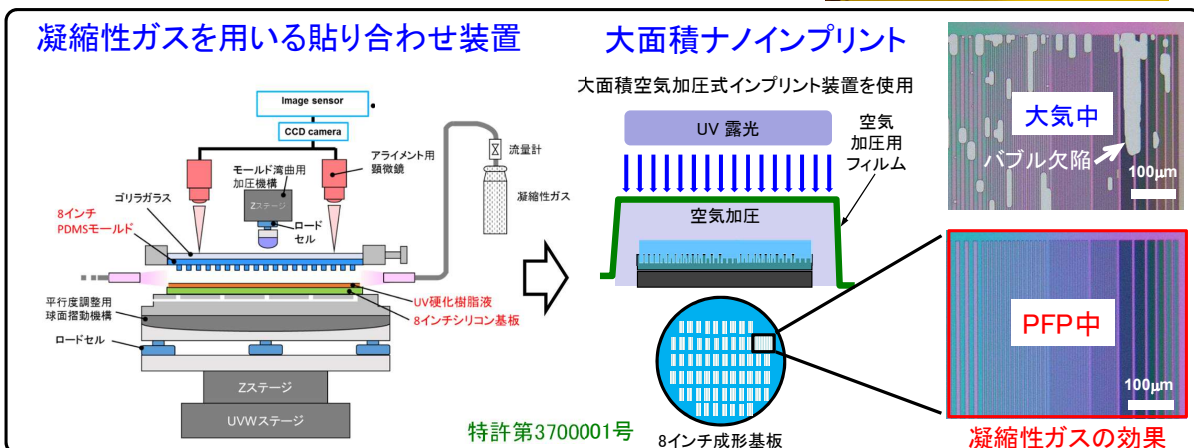 凝縮性ガスを用いる貼り合わせ装置
Image sensor
CCD camera
モールド湾曲用
加圧機構
アライメント用
顕微鏡
流量計
凝縮性ガス
Zステージ
ゴリラガラス
ロード
セル
8インチ
PDMSモールド
UV硬化樹脂液
8インチシリコン基板
平行度調整用
球面摺動機構
ロードセル
Zステージ
UVWステージ
特許第3700001号
大面積ナノインプリント
大面積空気加圧式インプリント装置を使用
UV 露光
空気
加圧用
フィルム
空気加圧
8インチ成形基板
大気中
バブル欠陥
100μm
PFP中
100μm
凝縮性ガスの効果